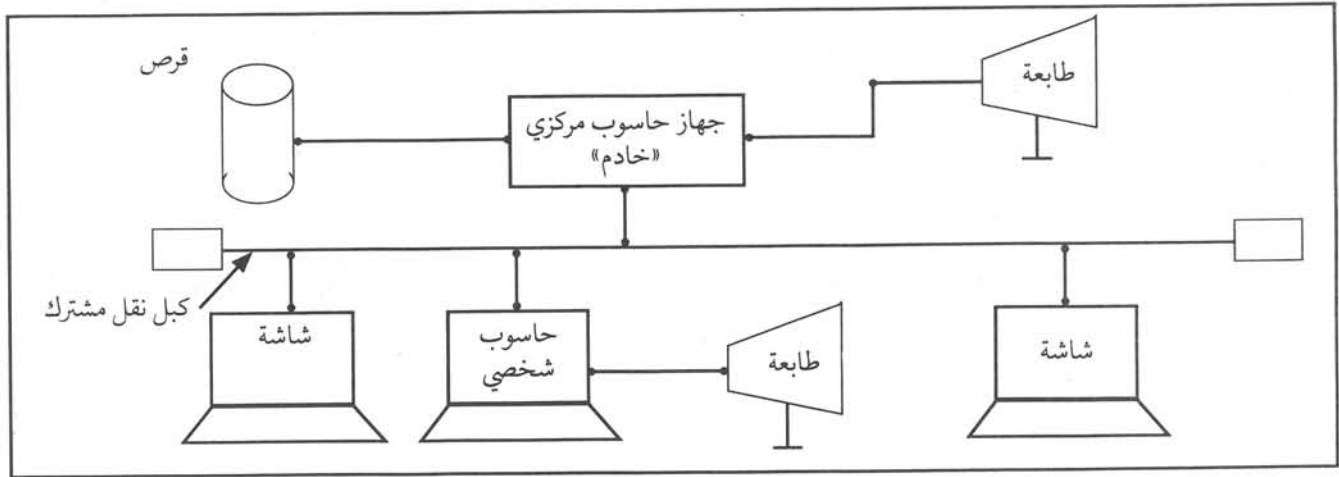 قرص
طابعة
جهاز حاسوب مركزي
«خادم»
كبل نقل مشترك
شاشة
حاسوب
شخصي
طابعة
شاشة